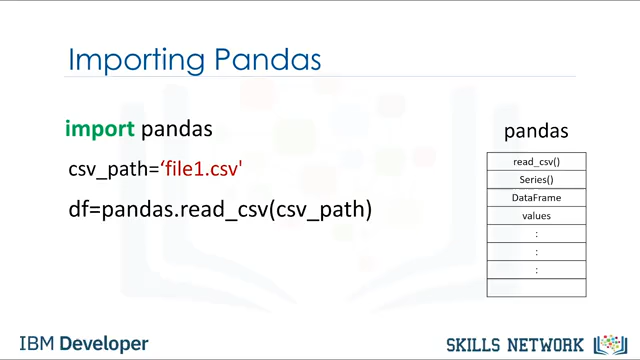 Importing Pandas
import pandas
csv_path=‘file1.csv'
df=pandas.read_csv(csv_path)
pandas
read_csv()
Series()
DataFrame
values
:
:
:
IBM Developer
SKILLS NETWORK